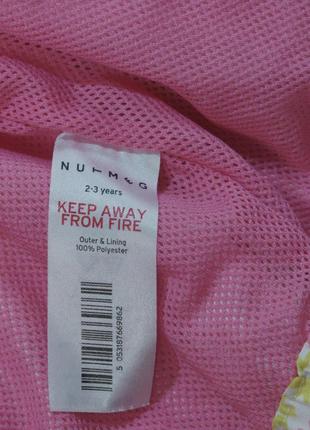 NUTMEG
2-3 years
KEEP AWAY
FROM FIRE
Outer & Lining
100% Polyester
5 053187669862